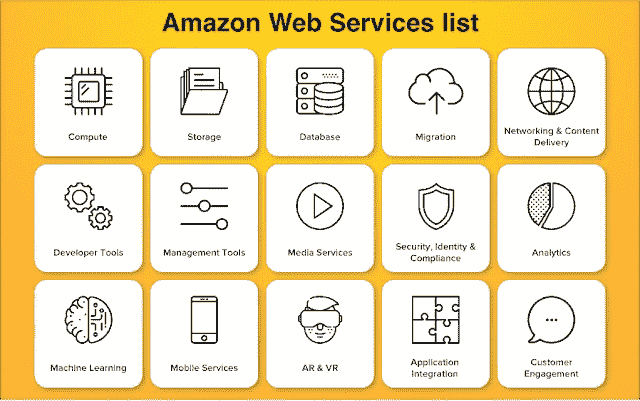 Amazon Web Services list
Compute
Storage
Database
Migration
Networking & Content
Delivery
Developer Tools
Management Tools
Media Services
Security, Identity &
Compliance
Analytics
Machine Learning
Mobile Services
AR & VR
Application
Integration
Customer
Engagement